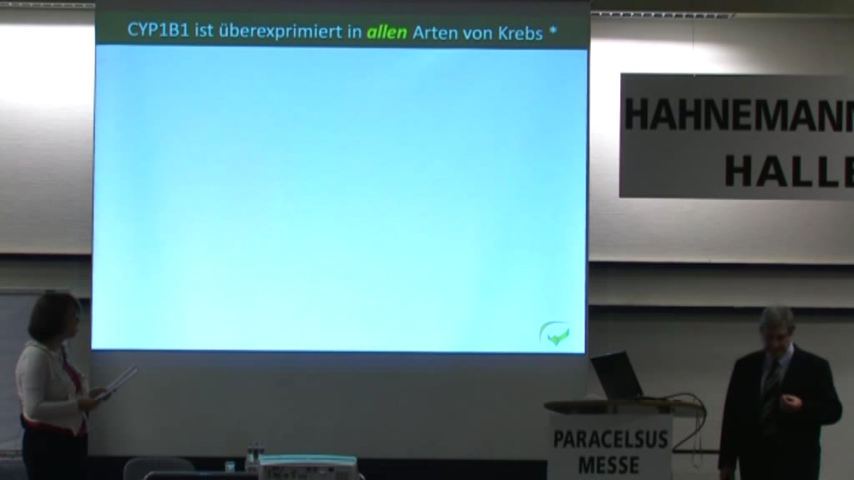 CYP1B1 ist überexprimiert in allen Arten von Krebs *
HAHNEMANN
HALLE
PARACELSUS
MESSE